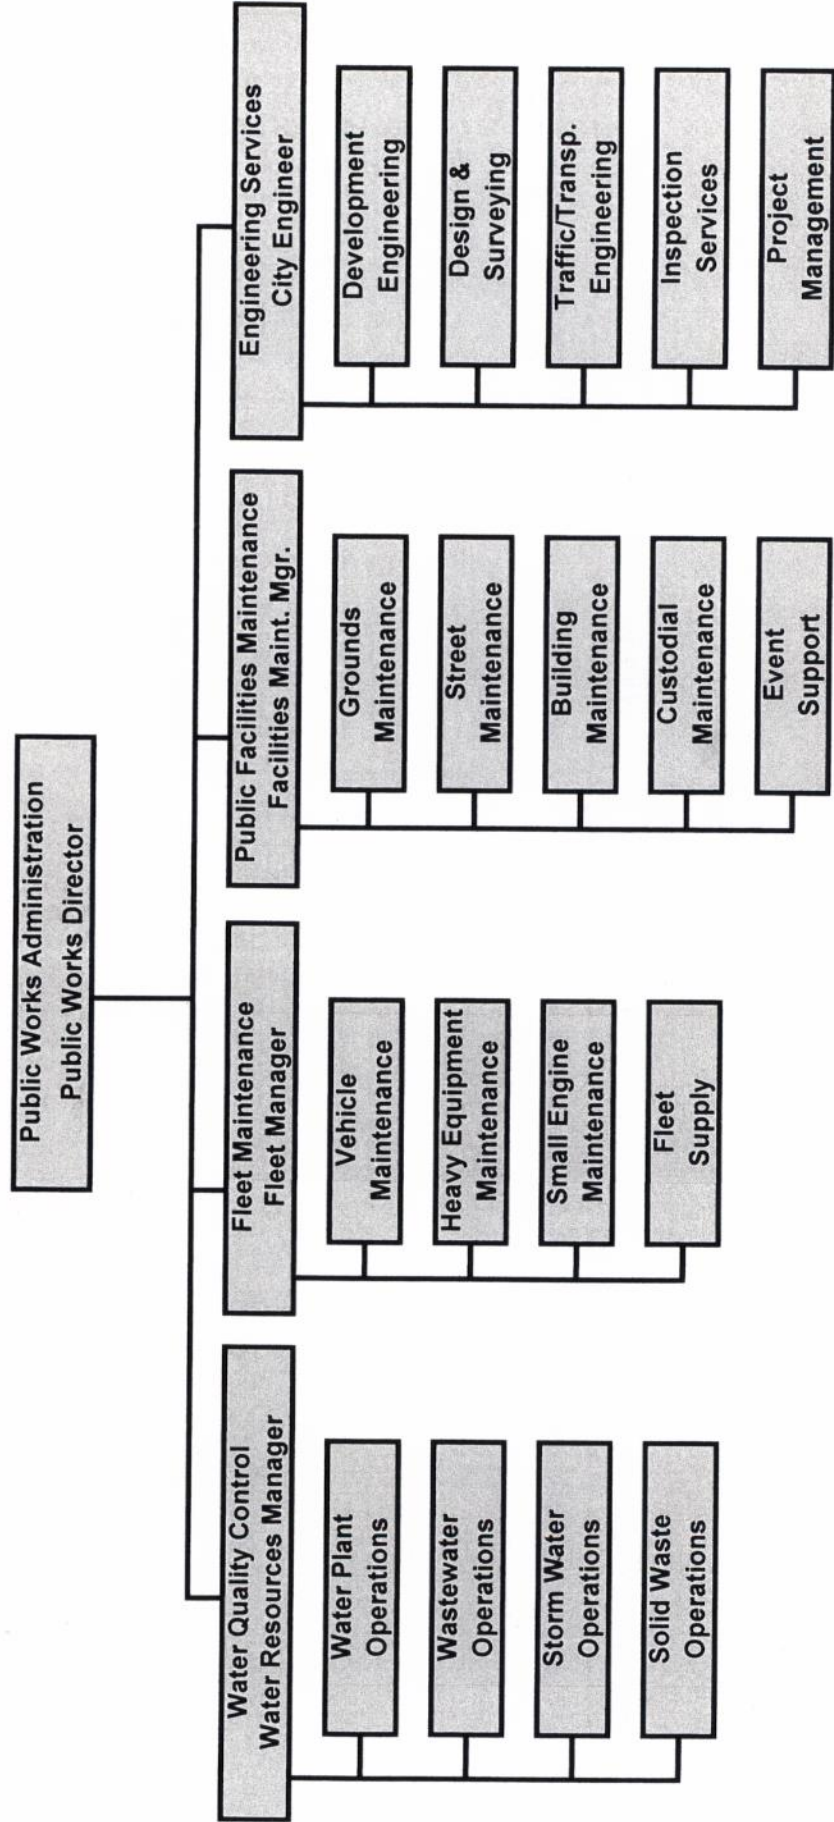 Public Works Administration
Public Works Director
Water Quality Control
Water Resources Manager
Water Plant
Operations
Wastewater
Operations
Storm Water
Operations
Solid Waste
Operations
Fleet Maintenance
Fleet Manager
Vehicle
Maintenance
Heavy Equipment
Maintenance
Small Engine
Maintenance
Fleet
Supply
Public Facilities Maintenance
Facilities Maint. Mgr.
Grounds
Maintenance
Street
Maintenance
Building
Maintenance
Custodial
Maintenance
Event
Support
Engineering Services
City Engineer
Development
Engineering
Design &
Surveying
Traffic/Transp.
Engineering
Inspection
Services
Project
Management